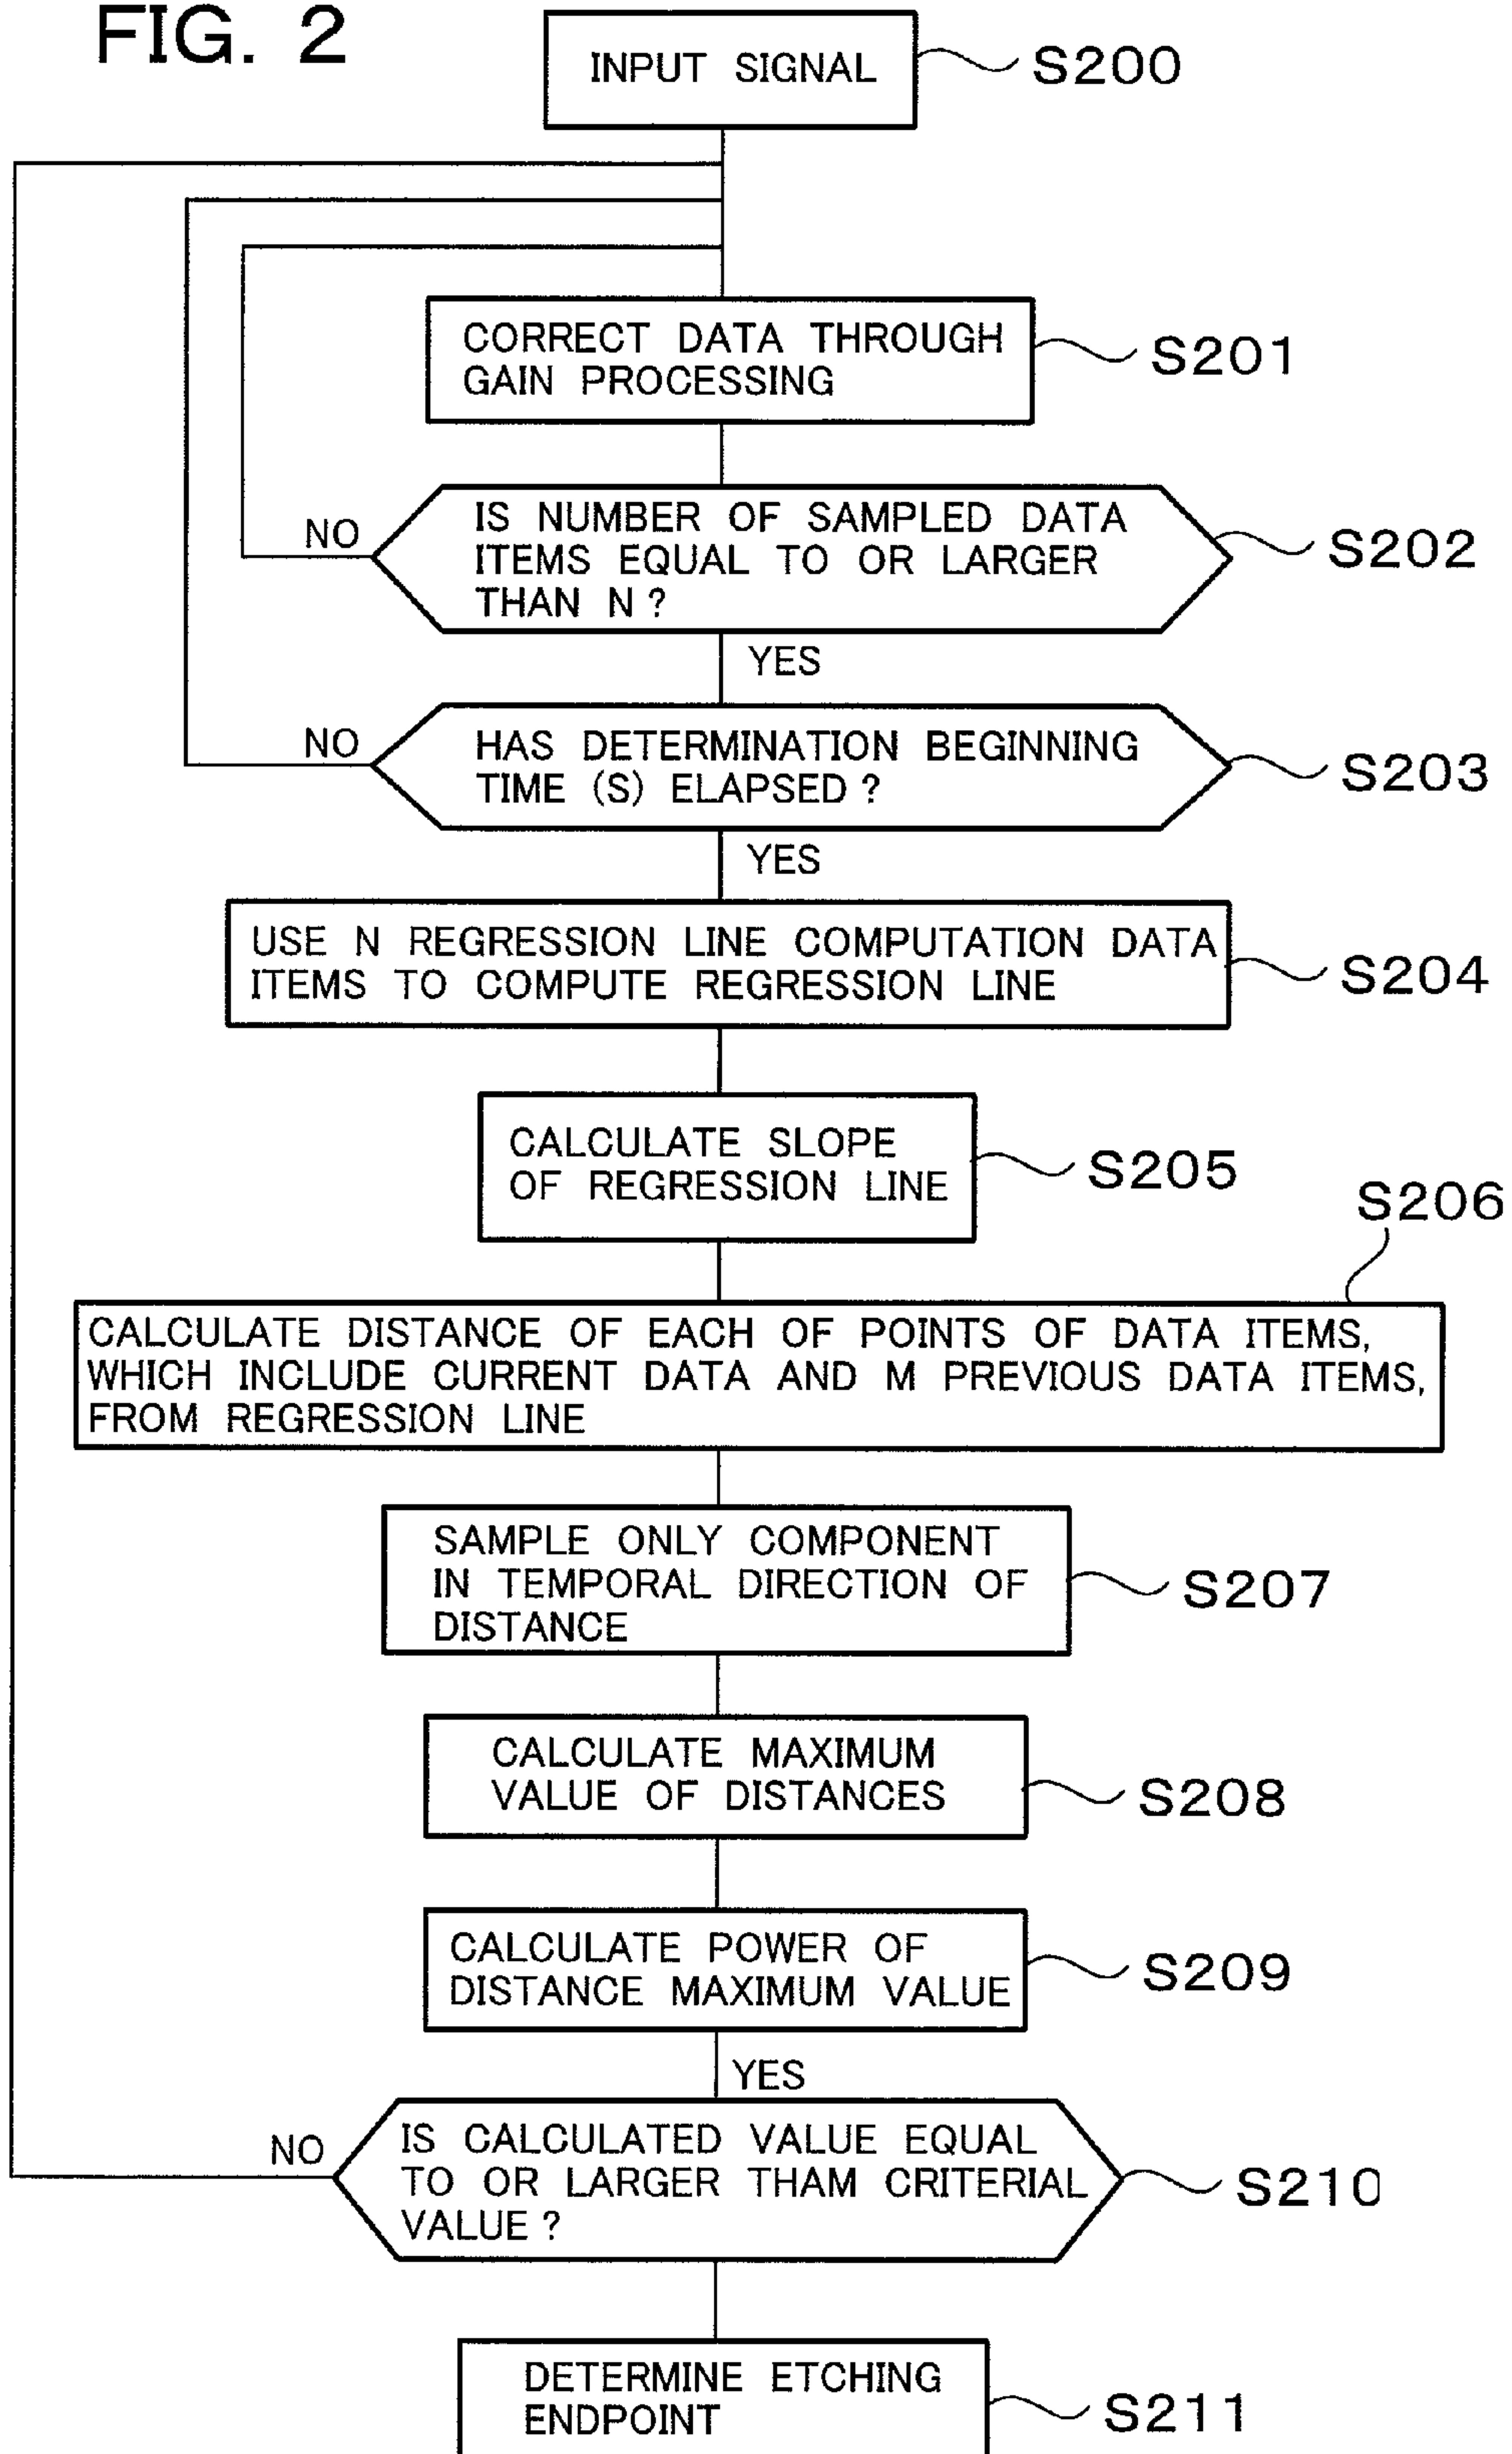 FIG. 2
INPUT SIGNAL
S200
CORRECT DATA THROUGH
GAIN PROCESSING
S201
IS NUMBER OF SAMPLED DATA
ITEMS EQUAL TO OR LARGER
THAN N?
S202
NO
YES
HAS DETERMINATION BEGINNING
TIME (S) ELAPSED?
S203
NO
YES
USE N REGRESSION LINE COMPUTATION DATA
ITEMS TO COMPUTE REGRESSION LINE
S204
CALCULATE SLOPE
OF REGRESSION LINE
S205
S206
CALCULATE DISTANCE OF EACH OF POINTS OF DATA ITEMS,
WHICH INCLUDE CURRENT DATA AND M PREVIOUS DATA ITEMS,
FROM REGRESSION LINE
SAMPLE ONLY COMPONENT
IN TEMPORAL DIRECTION OF
DISTANCE
S207
CALCULATE MAXIMUM
VALUE OF DISTANCES
S208
CALCULATE POWER OF
DISTANCE MAXIMUM VALUE
S209
YES
NO
IS CALCULATED VALUE EQUAL
TO OR LARGER THAM CRITERIAL
VALUE?
S210
DETERMINE ETCHING
ENDPOINT
S211